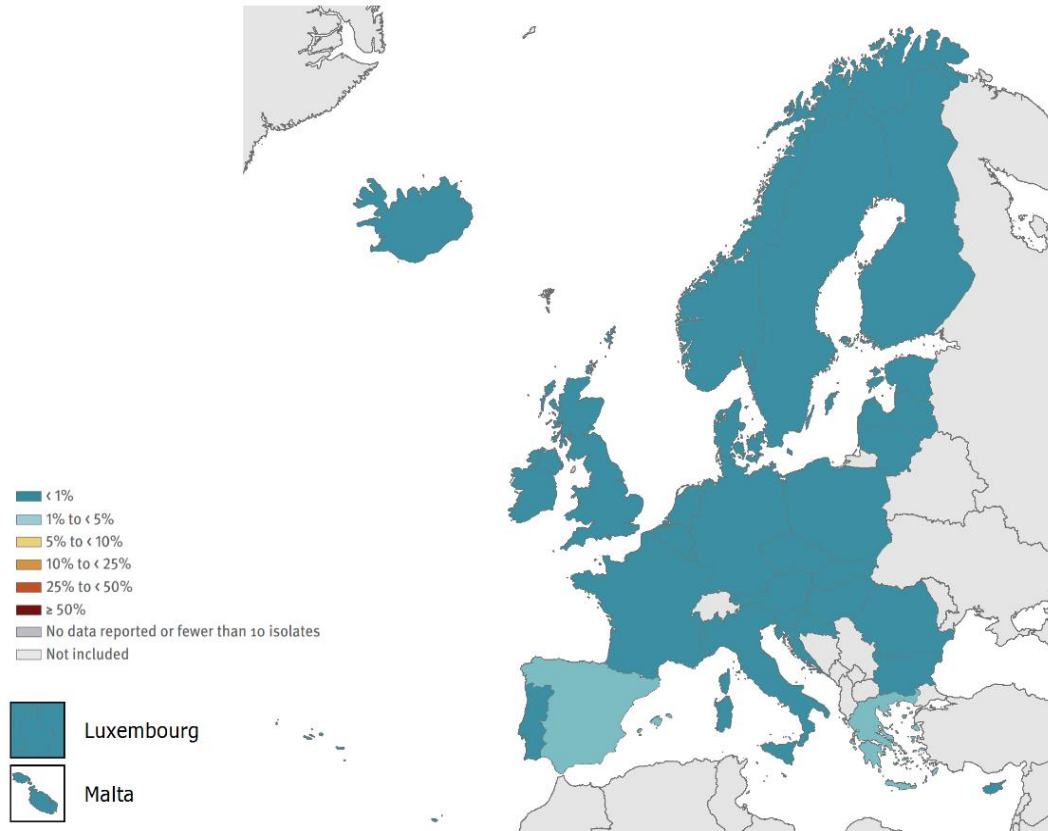 < 1%
1% to < 5%
5% to < 10%
10% to < 25%
25% to < 50%
≥ 50%
No data reported or fewer than 10 isolates
Not included
Luxembourg
Malta